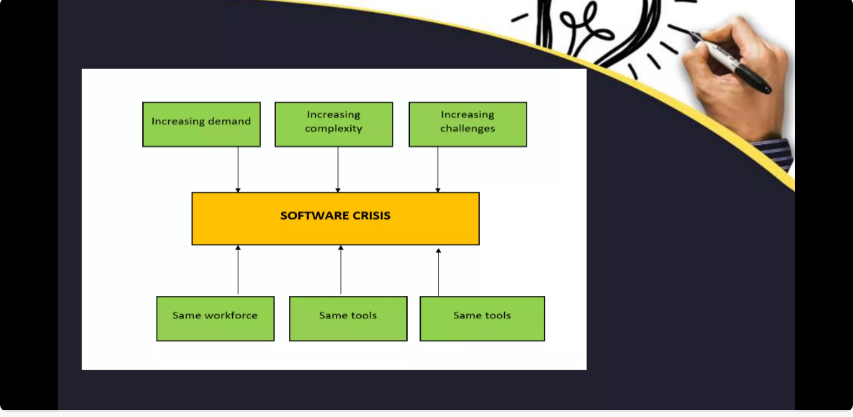 Increasing demand
Increasing
complexity
Increasing
challenges
SOFTWARE CRISIS
Same workforce
Same tools
Same tools